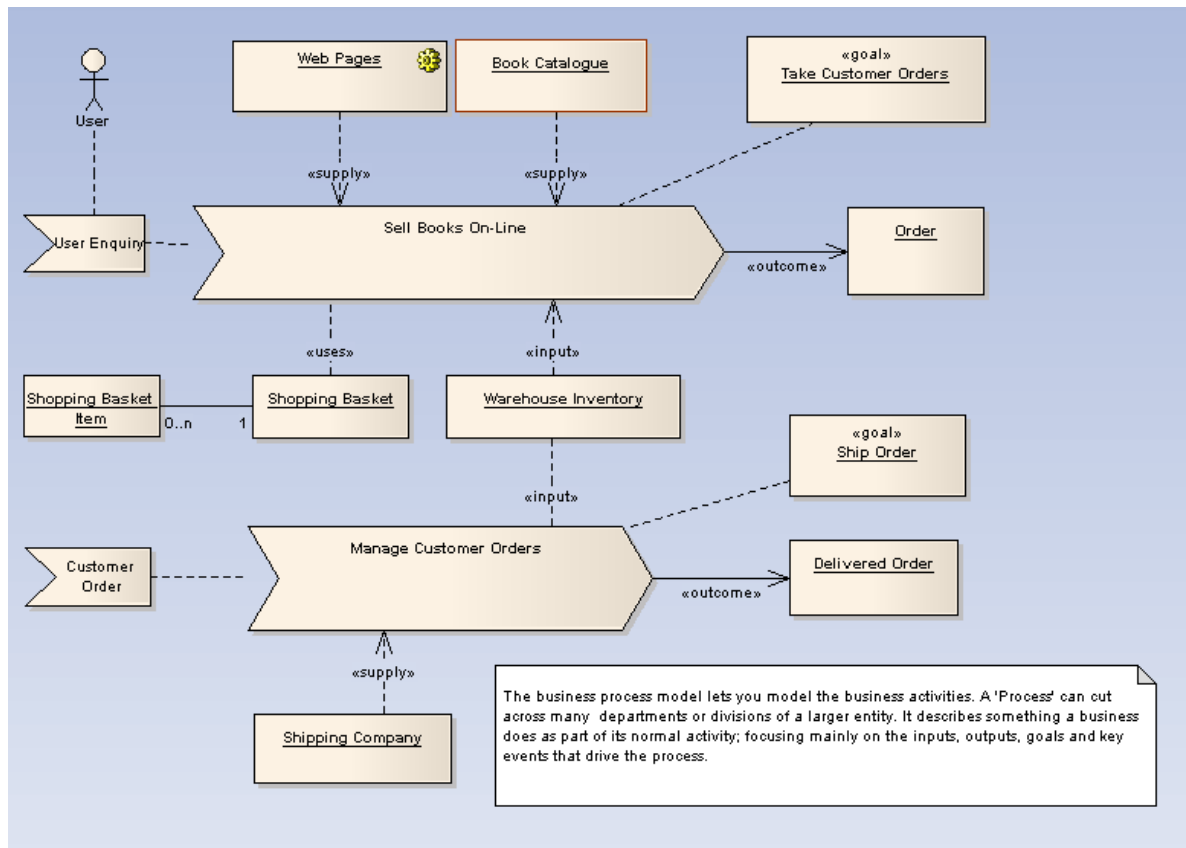 User
Web Pages
Book Catalogue
«goal»
Take Customer Orders
«supply»
«supply»
User Enquiry
Sell Books On-Line
Order
«outcome»
«uses»
«input»
Shopping Basket
Item
0..n
1
Shopping Basket
Warehouse Inventory
«goal»
Ship Order
«input»
Customer
Order
Manage Customer Orders
Delivered Order
«outcome»
«supply»
Shipping Company
The business process model lets you model the business activities. A 'Process' can cut
across many departments or divisions of a larger entity. It describes something a business
does as part of its normal activity; focusing mainly on the inputs, outputs, goals and key
events that drive the process.